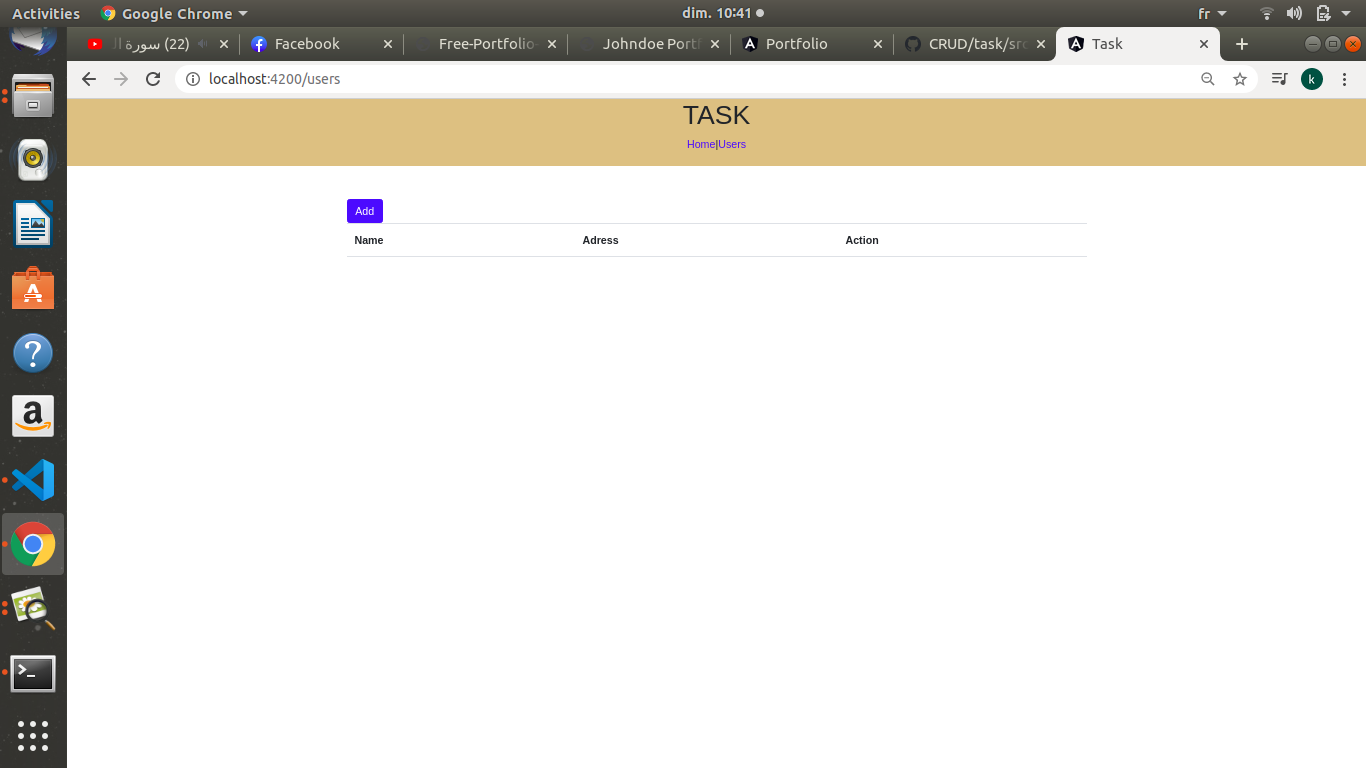 Activities Google Chrome dim. 10:41 fr
(22) سورة ال Facebook Free-Portfolio- Johndoe Portf Portfolio CRUD/task/src Task
localhost:4200/users k
TASK
Home|Users
Add
Name Adress Action